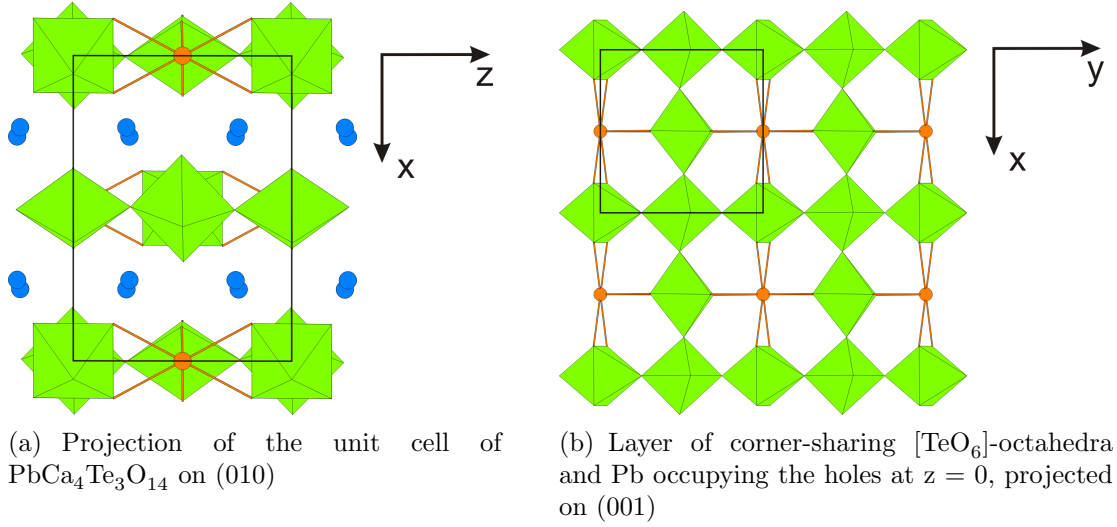 z
x
y
x
(a) Projection of the unit cell of
PbCa4Te3O14 on (010)
(b) Layer of corner-sharing [TeO6]-octahedra
and Pb occupying the holes at z = 0, projected
on (001)